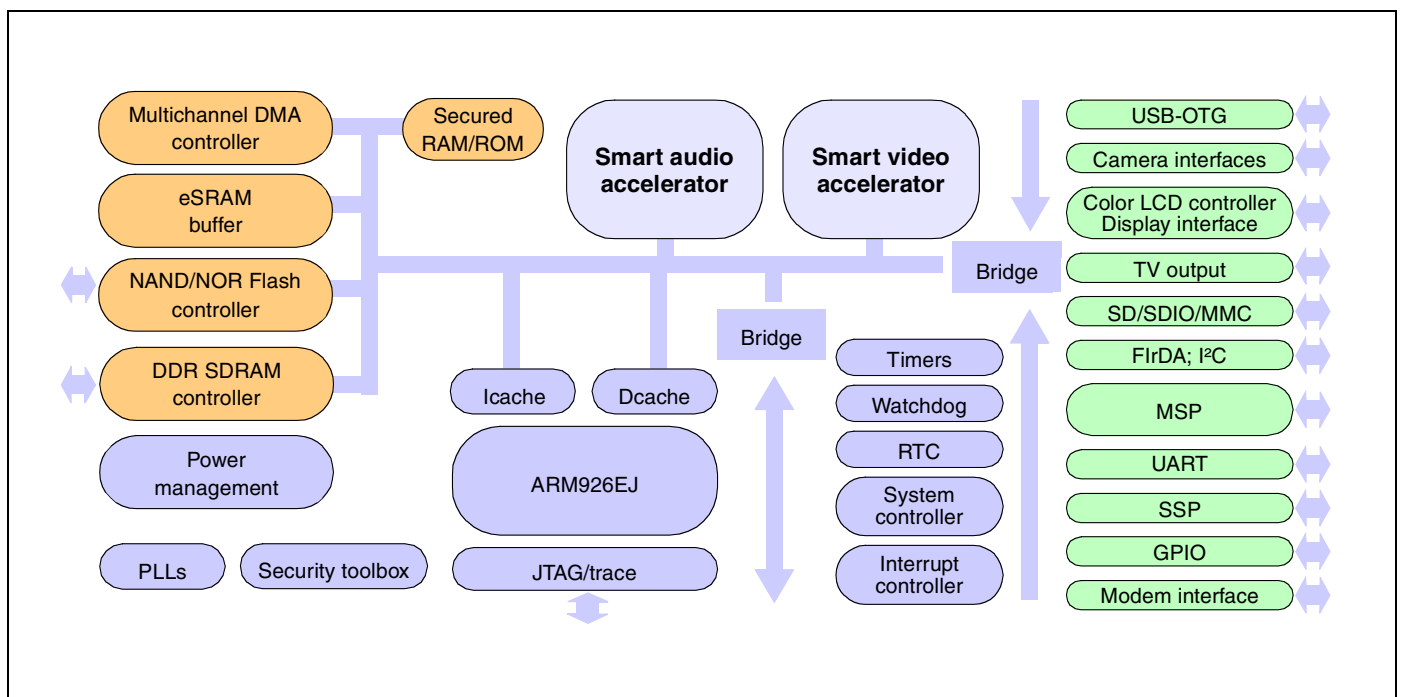 Multichannel DMA
controller
Secured
RAM/ROM
eSRAM
buffer
NAND/NOR Flash
controller
DDR SDRAM
controller
Power
management
PLLs
Security toolbox
Smart audio
accelerator
Smart video
accelerator
Icache
Dcache
ARM926EJ
JTAG/trace
Bridge
Timers
Watchdog
RTC
System
controller
Interrupt
controller
Bridge
USB-OTG
Camera interfaces
Color LCD controller
Display interface
TV output
SD/SDIO/MMC
FIrDA; I²C
MSP
UART
SSP
GPIO
Modem interface